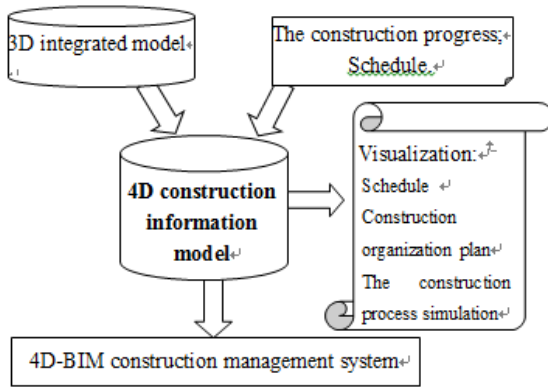 3D integrated model
The construction progress;
Schedule.
4D construction
information
model
Visualization:
Schedule
Construction
organization plan
The construction
process simulation
4D-BIM construction management system